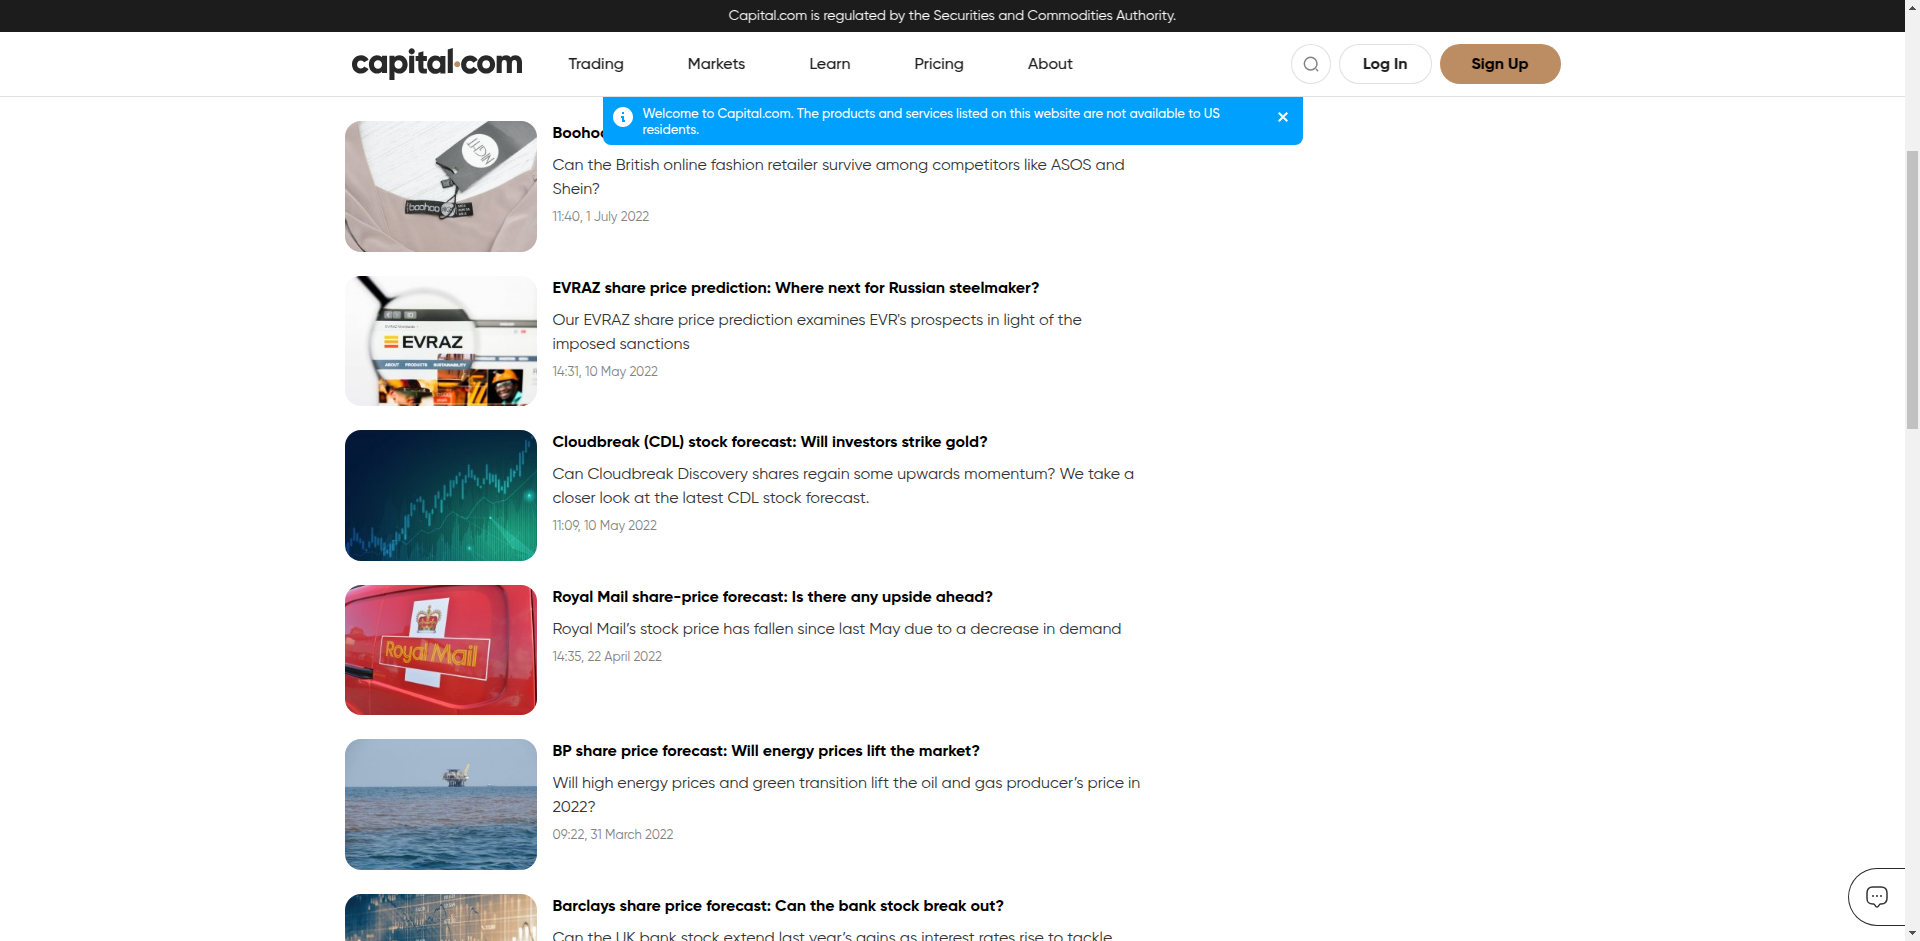 Capital.com is regulated by the Securities and Commodities Authority.
capital.com
Trading
Markets
Learn
Pricing
About
Log In
Sign Up
Welcome to Capital.com. The products and services listed on this website are not available to US
residents.
Can the British online fashion retailer survive among competitors like ASOS and
Shein?
11:40, 1 July 2022
NIGHT
boohoo
EVRAZ share price prediction: Where next for Russian steelmaker?
Our EVRAZ share price prediction examines EVR's prospects in light of the
imposed sanctions
14:31, 10 May 2022
EVRAZ
ABOUT PRODUCTS SUSTAINABILITY
Cloudbreak (CDL) stock forecast: Will investors strike gold?
Can Cloudbreak Discovery shares regain some upwards momentum? We take a
closer look at the latest CDL stock forecast.
11:09, 10 May 2022
Royal Mail share-price forecast: Is there any upside ahead?
Royal Mail’s stock price has fallen since last May due to a decrease in demand
14:35, 22 April 2022
Royal Mail
BP share price forecast: Will energy prices lift the market?
Will high energy prices and green transition lift the oil and gas producer’s price in
2022?
09:22, 31 March 2022
Barclays share price forecast: Can the bank stock break out?
Can the UK bank stock extend last year’s gains as interest rates rise to tackle